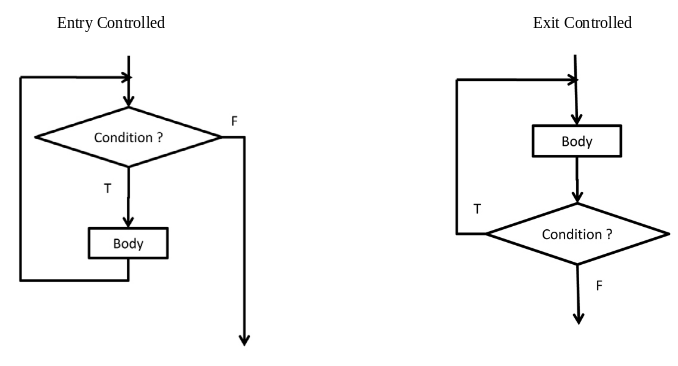 Entry Controlled
F
Condition ?
T
Body
Exit Controlled
Body
T
Condition ?
F